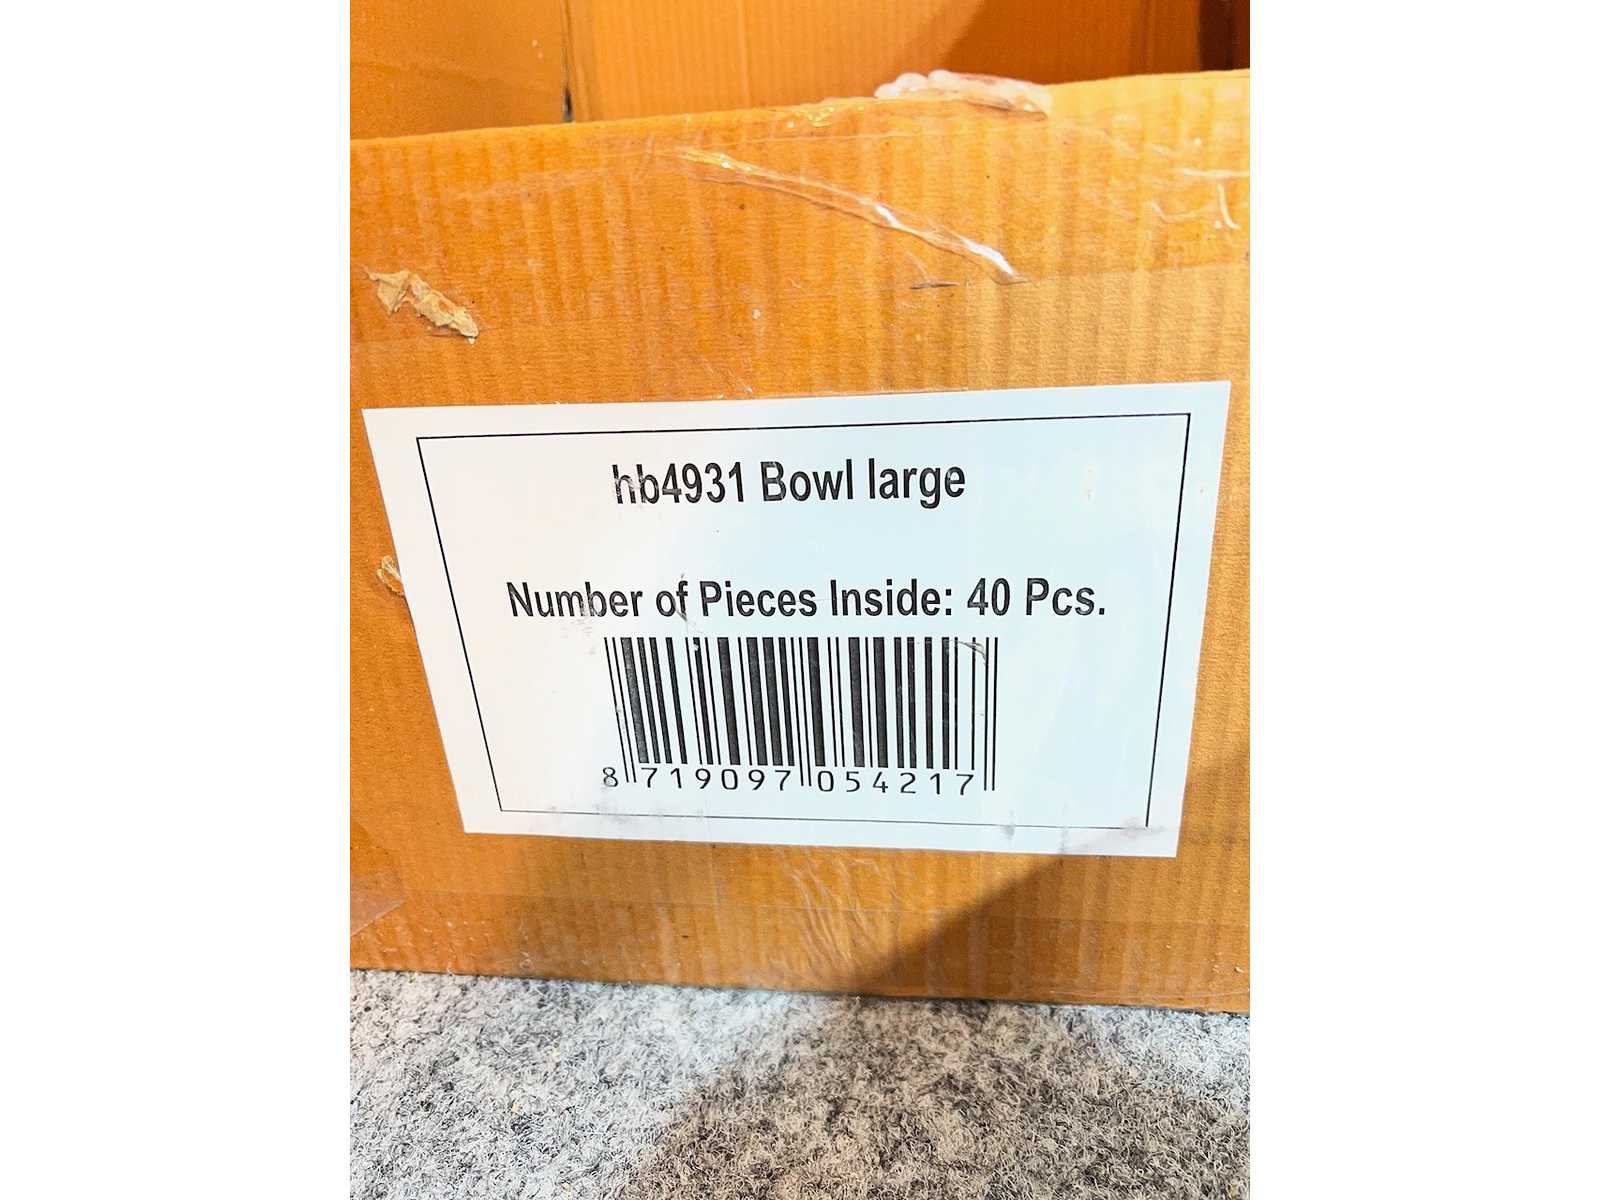 hb4931 Bowl large
Number of Pieces Inside: 40 Pcs.
8 719097 054217